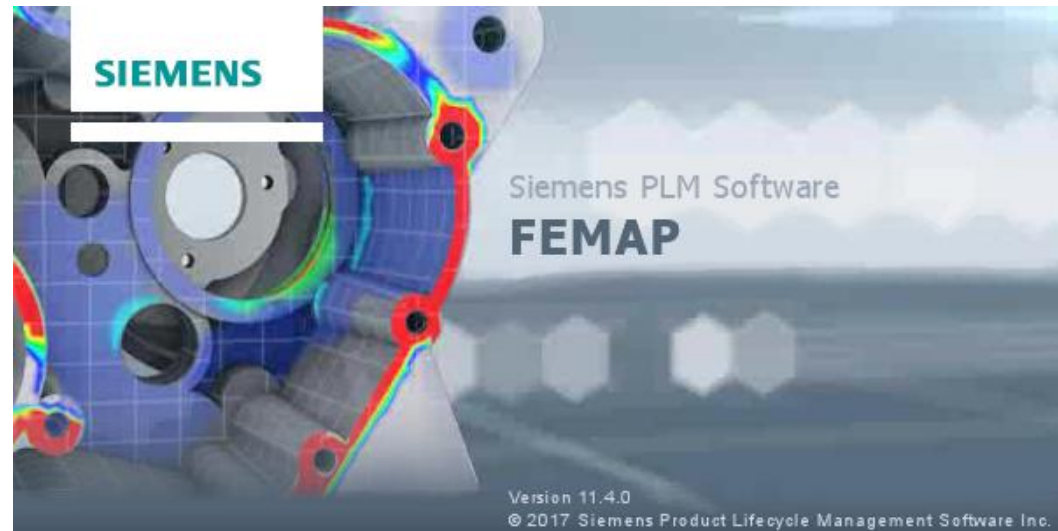 SIEMENS
Siemens PLM Software
FEMAP
Version 11.4.0
© 2017 Siemens Product Lifecycle Management Software Inc.